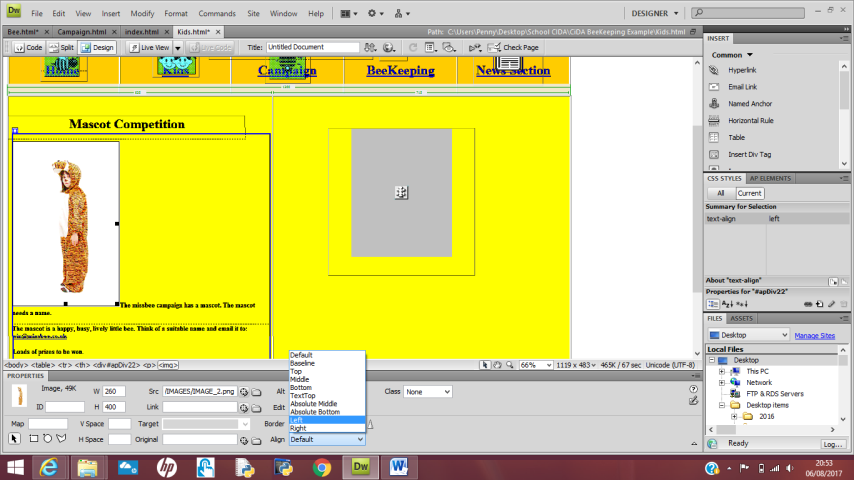 Dw File Edit View Insert Modify Format Commands Site Window Help DESIGNER
Bee.html* Campaign.html index.html Kids.html* Path: C:\Users\Penny\Desktop\School CiDA\CiDA BeeKeeping Example\Kids.html
Code Split Design Live View Live Code Title: Untitled Document Check Page
Home Kids Campaign BeeKeeping News Section
Mascot Competition
The missbee campaign has a mascot. The mascot
needs a name.
The mascot is a happy, busy, lively little bee. Think of a suitable name and email it to:
win@missbee.co.uk
Loads of prizes to be won.
Default
Baseline
Top
Middle
Bottom
TextTop
Absolute Middle
Absolute Bottom
Left
Right
<body> <table> <tr> <th> <div#apDiv22> <p> <img> 66% 1119 x 483 465K / 67 sec Unicode (UTF-8)
PROPERTIES
Image, 49K W 260 Src /IMAGES/IMAGE_2.png Alt Class None
ID H 400 Link Edit
Map V Space Target Border
H Space Original Align Default
INSERT
Common
Hyperlink
Email Link
Named Anchor
Horizontal Rule
Table
Insert Div Tag
CSS STYLES AP ELEMENTS
All Current
Summary for Selection
text-align left
About "text-align"
Properties for "#apDiv22"
FILES ASSETS
Desktop Manage Sites
Local Files
Desktop
This PC
Network
FTP & RDS Servers
Desktop items
2016
Ready Log...
20:53
06/08/2017